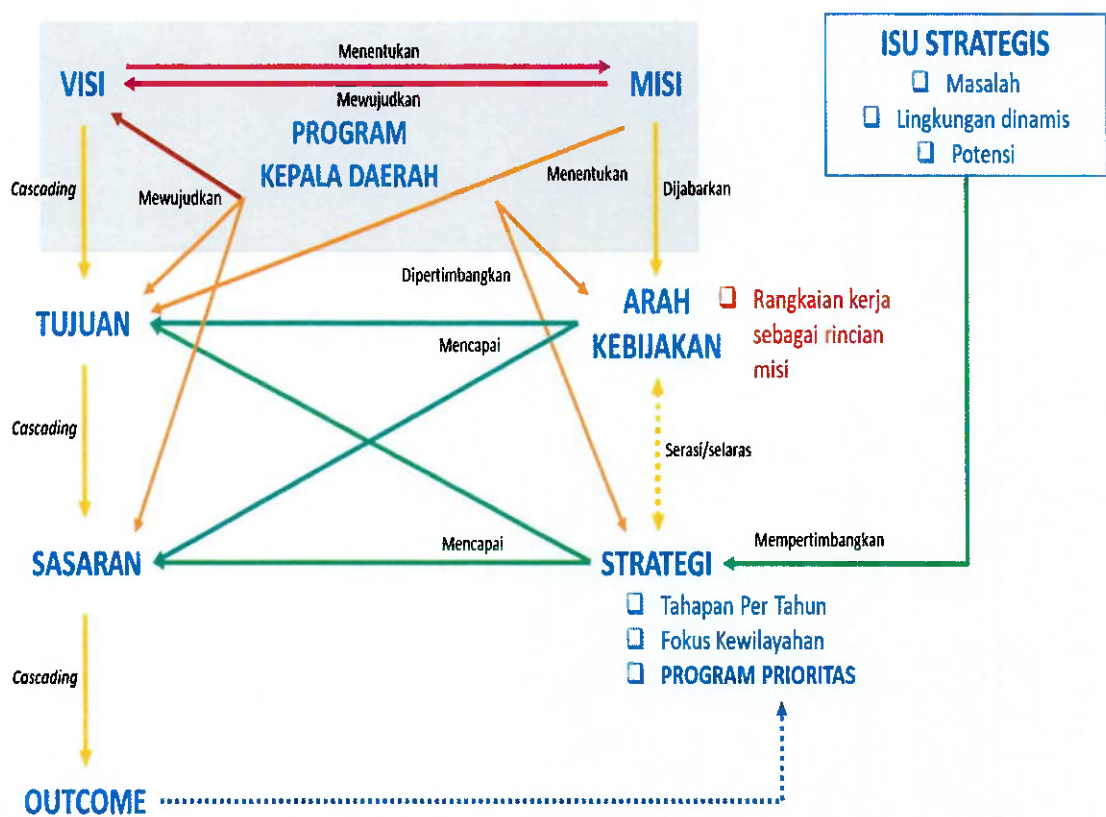 Menentukan
VISI
MISI
Mewujudkan
PROGRAM
KEPALA DAERAH
ISU STRATEGIS
Masalah
Lingkungan dinamis
Potensi
Cascading
Mewujudkan
Menentukan
Dijabarkan
Dipertimbangkan
TUJUAN
ARAH
KEBIJAKAN
Rangkaian kerja
sebagai rincian
misi
Mencapai
Cascading
Serasi/selaras
SASARAN
Mencapai
STRATEGI
Mempertimbangkan
Tahapan Per Tahun
Fokus Kewilayahan
PROGRAM PRIORITAS
Cascading
OUTCOME